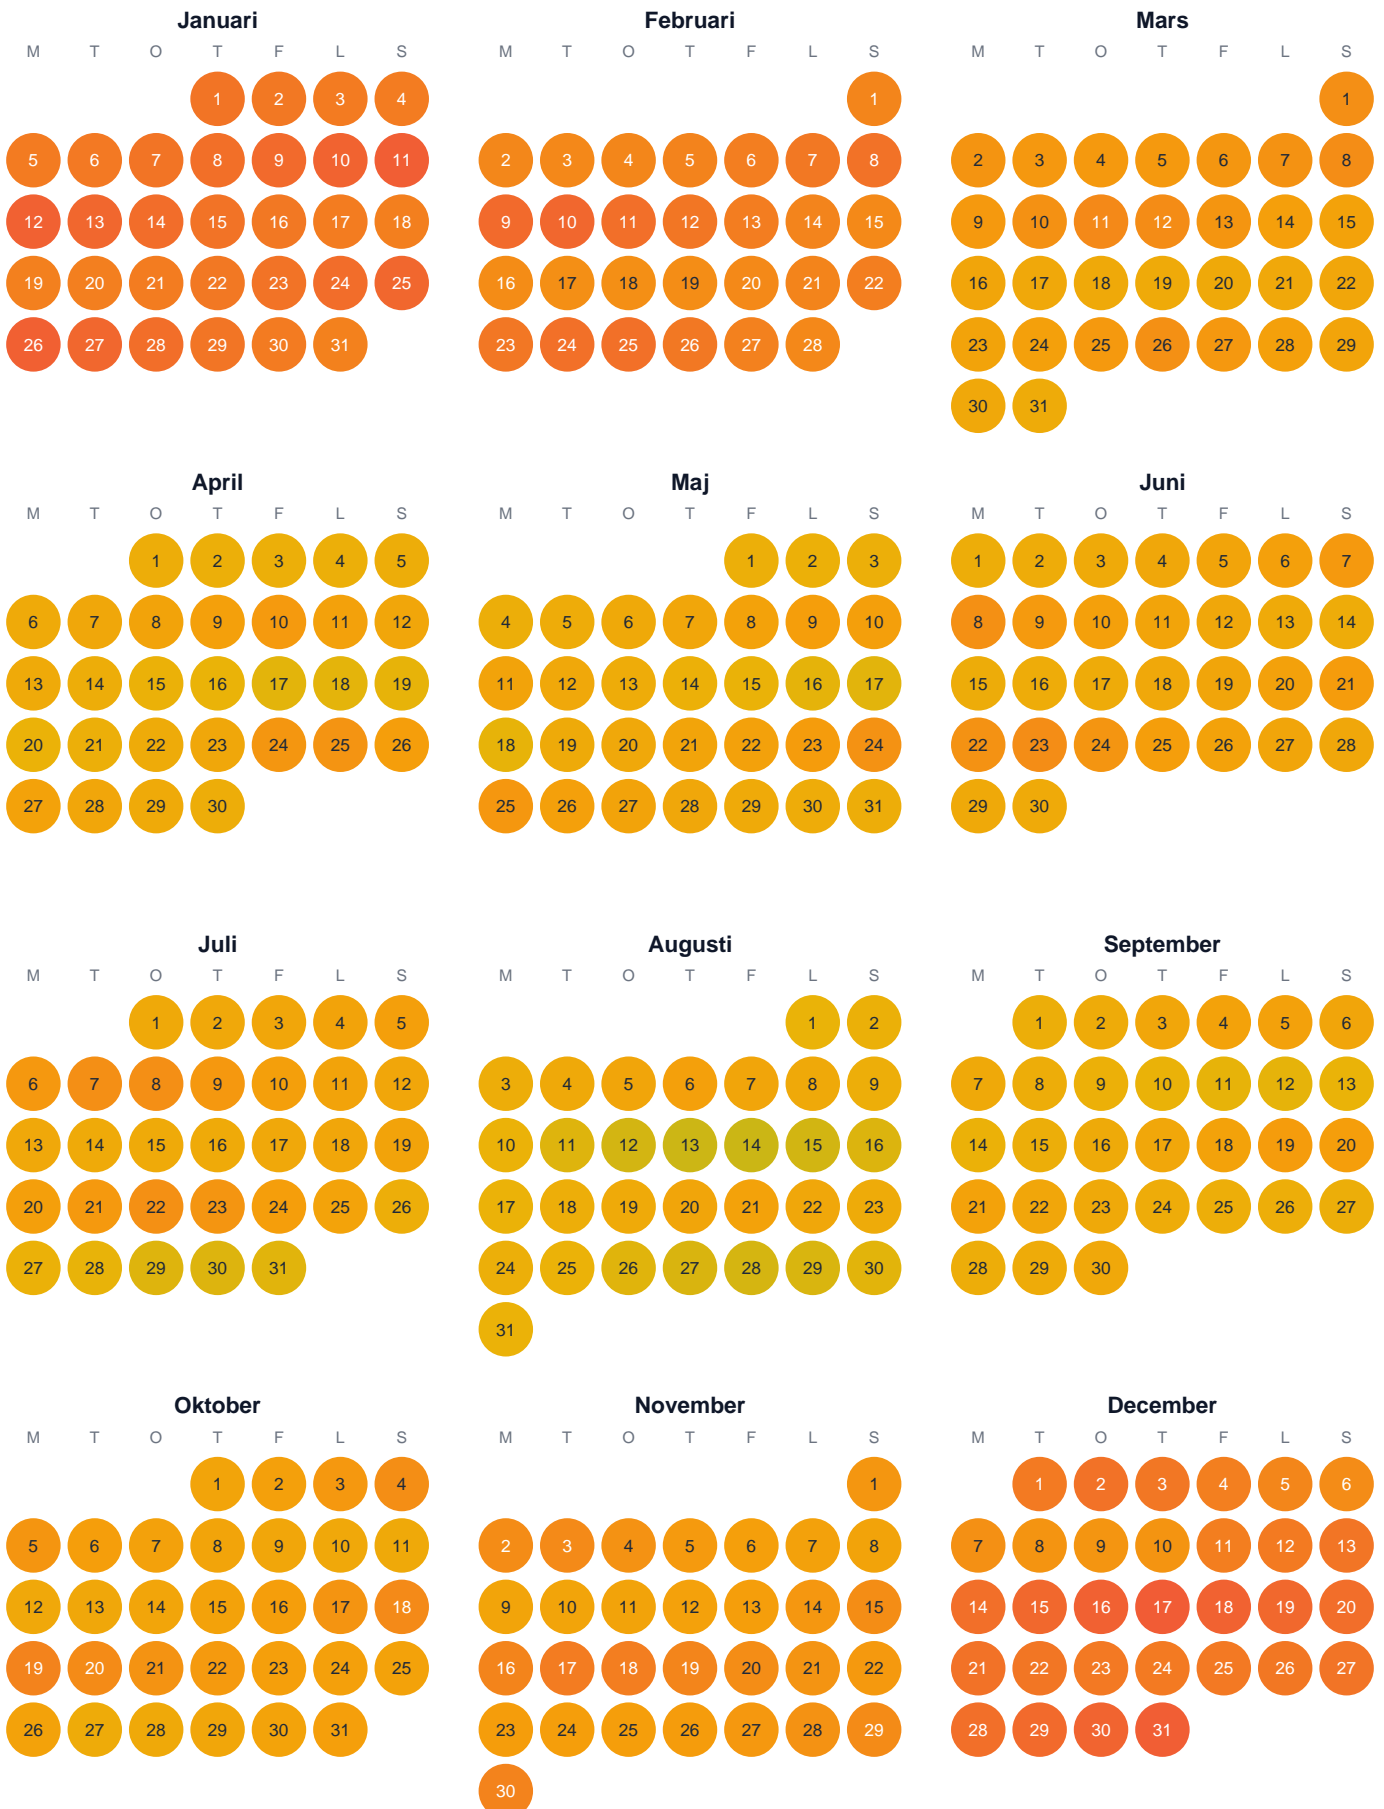 Januari Februari Mars
M T O T F L S M T O T F L S M T O T F L S
1 2 3 4 1 1
5 6 7 8 9 10 11 2 3 4 5 6 7 8 2 3 4 5 6 7 8
12 13 14 15 16 17 18 9 10 11 12 13 14 15 9 10 11 12 13 14 15
19 20 21 22 23 24 25 16 17 18 19 20 21 22 16 17 18 19 20 21 22
26 27 28 29 30 31 23 24 25 26 27 28 23 24 25 26 27 28 29
30 31
April Maj Juni
M T O T F L S M T O T F L S M T O T F L S
1 2 3 4 5 1 2 3 1 2 3 4 5 6 7
6 7 8 9 10 11 12 4 5 6 7 8 9 10 8 9 10 11 12 13 14
13 14 15 16 17 18 19 11 12 13 14 15 16 17 15 16 17 18 19 20 21
20 21 22 23 24 25 26 18 19 20 21 22 23 24 22 23 24 25 26 27 28
27 28 29 30 25 26 27 28 29 30 31 29 30
Juli Augusti September
M T O T F L S M T O T F L S M T O T F L S
1 2 3 4 5 1 2 1 2 3 4 5 6
6 7 8 9 10 11 12 3 4 5 6 7 8 9 7 8 9 10 11 12 13
13 14 15 16 17 18 19 10 11 12 13 14 15 16 14 15 16 17 18 19 20
20 21 22 23 24 25 26 17 18 19 20 21 22 23 21 22 23 24 25 26 27
27 28 29 30 31 24 25 26 27 28 29 30 28 29 30
31
Oktober November December
M T O T F L S M T O T F L S M T O T F L S
1 2 3 4 1 1 2 3 4 5 6
5 6 7 8 9 10 11 2 3 4 5 6 7 8 7 8 9 10 11 12 13
12 13 14 15 16 17 18 9 10 11 12 13 14 15 14 15 16 17 18 19 20
19 20 21 22 23 24 25 16 17 18 19 20 21 22 21 22 23 24 25 26 27
26 27 28 29 30 31 23 24 25 26 27 28 29 28 29 30 31
30